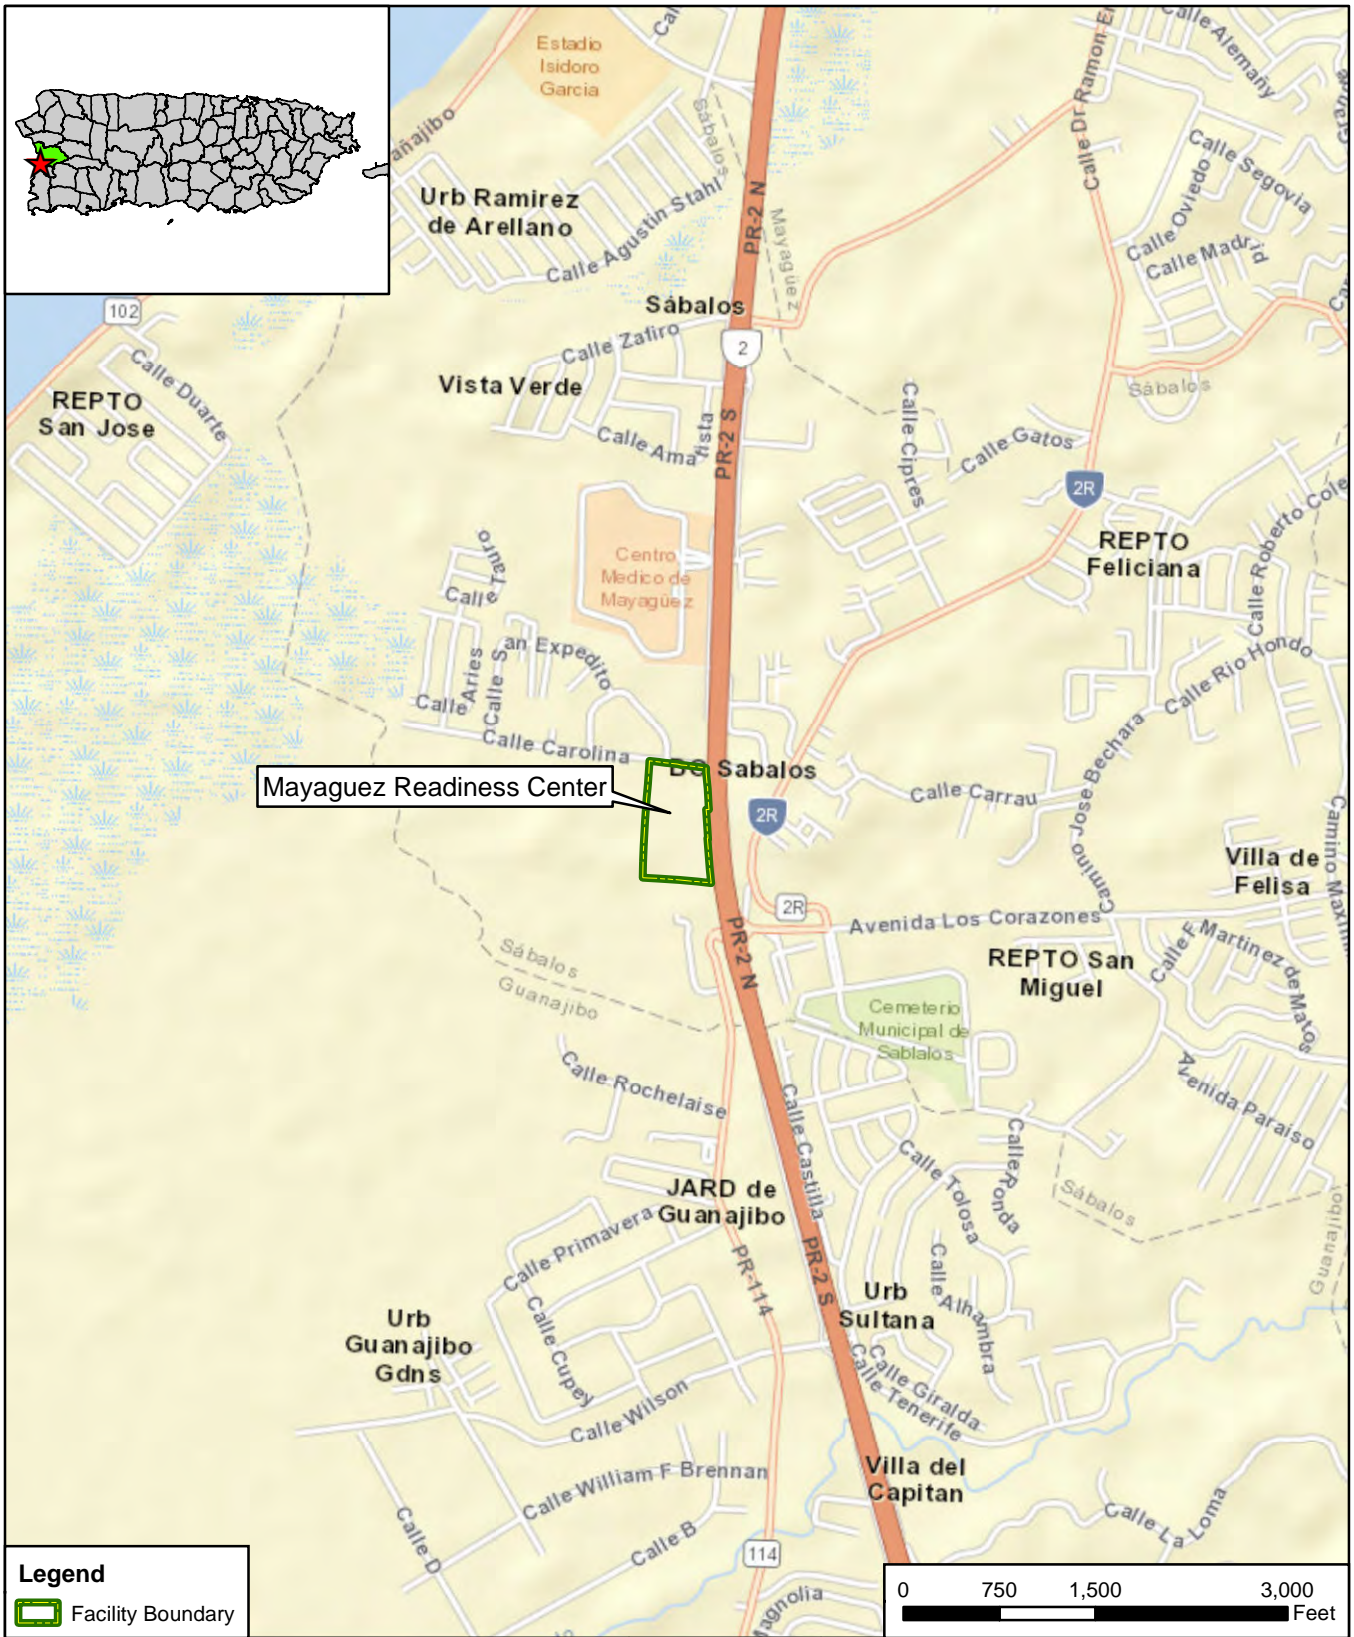 Estadio
Isidoro
Garcia
añajibo
Sábalos
Calle Alemañy
Calle Dr Ramon
Calle Segovia
Calle Oviedo
Calle Madrid
Urb Ramirez
de Arellano
Calle Agustin Stahl
PR-2 N
Mayagüez
Sábalos
102
Calle Zafiro
2
Calle Duarte
REPTO
San Jose
Vista Verde
Calle Amatista
PR-2 S
Calle Cipres
Calle Gatos
Sábalos
2R
REPTO
Feliciana
Calle Roberto Cole
Calle Rio Hondo
Centro
Medico de
Mayagüez
Calle Lauro
Calle Aries
Calle San Expedito
Calle Carolina
BO Sabalos
Mayaguez Readiness Center
2R
Calle Carrau
Camino Jose Bechara
Camino Maximi
Villa de
Felisa
2R
Avenida Los Corazones
PR-2 N
REPTO San
Miguel
Calle F Martinez de Matos
Sábalos
Guanajibo
Cemeterio
Municipal de
Sablalos
Calle Rochelaise
Calle Castilla
Avenida Paraiso
Calle Ronda
Calle Tolosa
Sábalos
Guanajibo
JARD de
Guanajibo
Calle Primavera
PR-114
PR-2 S
Calle Alhambra
Urb
Sultana
Urb
Guanajibo
Gdns
Calle Cupey
Calle Giralda
Calle Tenerife
Calle Wilson
Calle William F Brennan
Villa del
Capitan
Calle La Loma
Calle D
Calle B
114
Magnolia
Legend
Facility Boundary
0 750 1,500 3,000
Feet